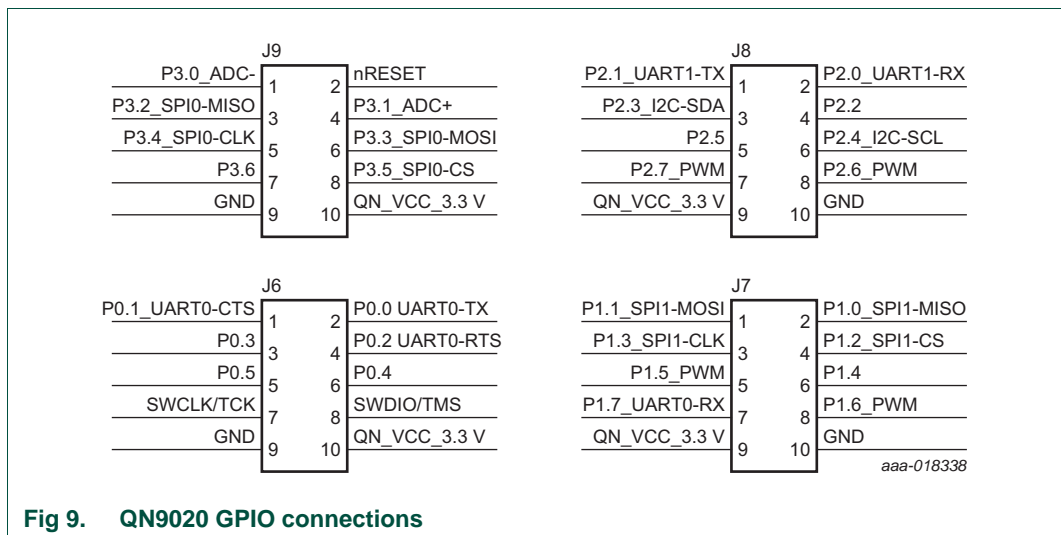 J9
P3.0_ADC- 1 2 nRESET
P3.2_SPI0-MISO 3 4 P3.1_ADC+
P3.4_SPI0-CLK 5 6 P3.3_SPI0-MOSI
P3.6 7 8 P3.5_SPI0-CS
GND 9 10 QN_VCC_3.3 V
J8
P2.1_UART1-TX 1 2 P2.0_UART1-RX
P2.3_I2C-SDA 3 4 P2.2
P2.5 5 6 P2.4_I2C-SCL
P2.7_PWM 7 8 P2.6_PWM
QN_VCC_3.3 V 9 10 GND
J6
P0.1_UART0-CTS 1 2 P0.0 UART0-TX
P0.3 3 4 P0.2 UART0-RTS
P0.5 5 6 P0.4
SWCLK/TCK 7 8 SWDIO/TMS
GND 9 10 QN_VCC_3.3 V
J7
P1.1_SPI1-MOSI 1 2 P1.0_SPI1-MISO
P1.3_SPI1-CLK 3 4 P1.2_SPI1-CS
P1.5_PWM 5 6 P1.4
P1.7_UART0-RX 7 8 P1.6_PWM
QN_VCC_3.3 V 9 10 GND
aaa-018338
Fig 9. QN9020 GPIO connections